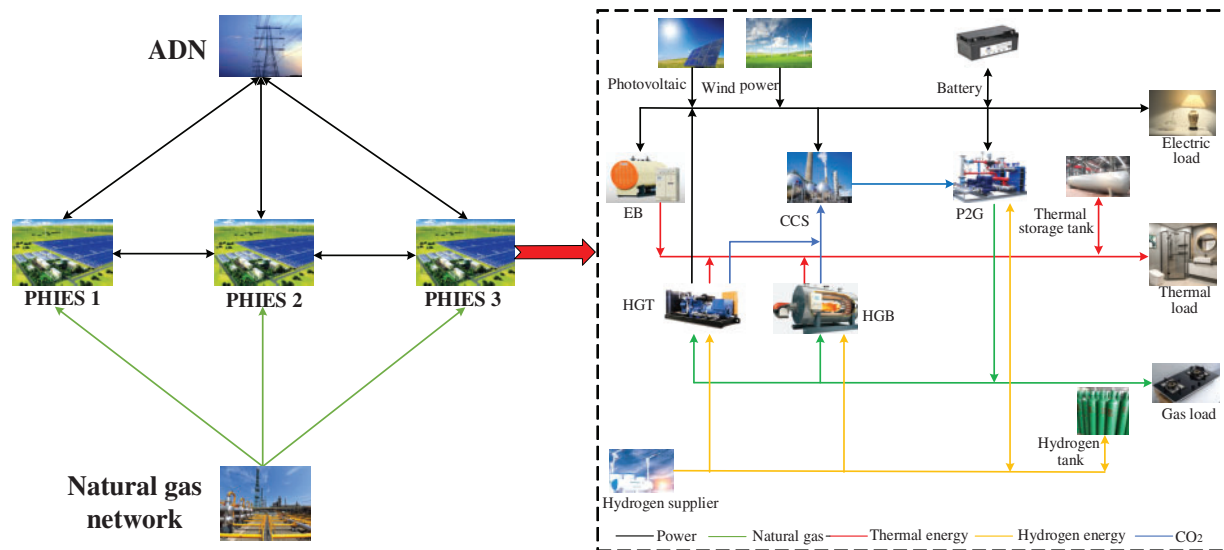 ADN
PHIES 1
PHIES 2
PHIES 3
Natural gas
network
Photovoltaic
Wind power
Battery
Electric
load
EB
CCS
P2G
Thermal
storage tank
Thermal
load
HGT
HGB
Gas load
Hydrogen
tank
Hydrogen supplier
Power
Natural gas
Thermal energy
Hydrogen energy
CO2